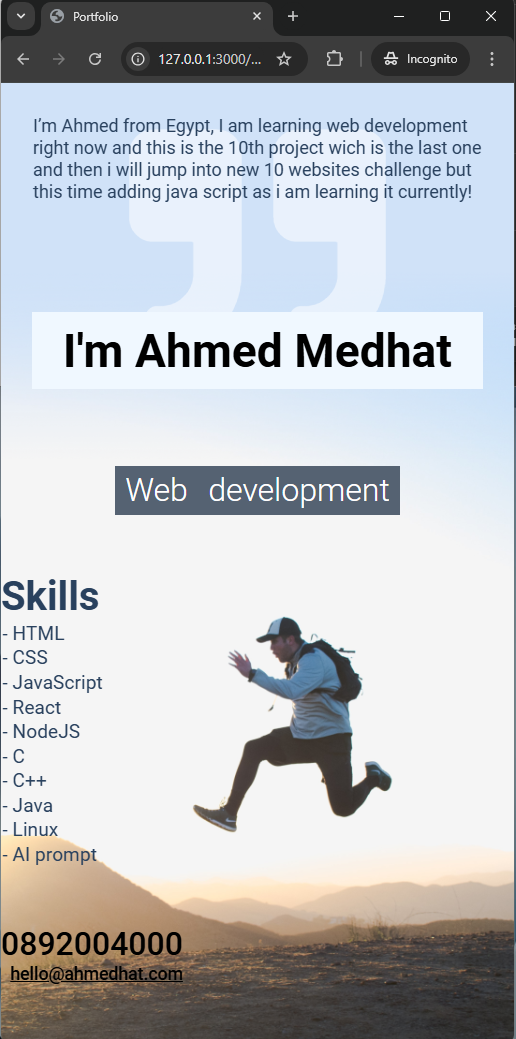 Portfolio
127.0.0.1:3000/...
Incognito
I'm Ahmed from Egypt, I am learning web development
right now and this is the 10th project wich is the last one
and then i will jump into new 10 websites challenge but
this time adding java script as i am learning it currently!
I'm Ahmed Medhat
Web development
Skills
- HTML
- CSS
- JavaScript
- React
- NodeJS
- C
- C++
- Java
- Linux
- AI prompt
0892004000
hello@ahmedhat.com